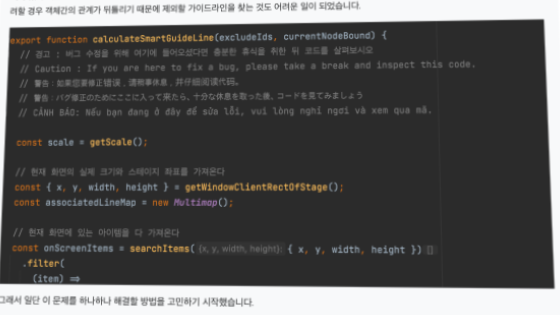 려할 경우 객체간의 관계가 뒤틀리기 때문에 제외할 가이드라인을 찾는 것도 어려운 일이 되었습니다.
export function calculateSmartGuideLine(excludeIds, currentNodeBound) {
// 경고 : 버그 수정을 위해 여기에 들어오셨다면 충분한 휴식을 취한 뒤 코드를 살펴보시오
// Caution : If you are here to fix a bug, please take a break and inspect this code.
// 警告：如果您要修正错误，请稍事休息，并仔细阅读代码。
// 警告：バグ修正のためにここに入って来たら、十分な休息を取った後、コードを見てみましょう
// CẢNH BÁO: Nếu bạn đang ở đây để sửa lỗi, vui lòng nghỉ ngơi và xem qua mã.
const scale = getScale();
// 현재 화면의 실제 크기와 스테이지 좌표를 가져온다
const { x, y, width, height } = getWindowClientRectOfStage();
const associatedLineMap = new Multimap();
// 현재 화면에 있는 아이템을 다 가져온다
const onScreenItems = searchItems( {x, y, width, height}: { x, y, width, height })
.filter(
(item) =>
그래서 일단 이 문제를 하나하나 해결할 방법을 고민하기 시작했습니다.